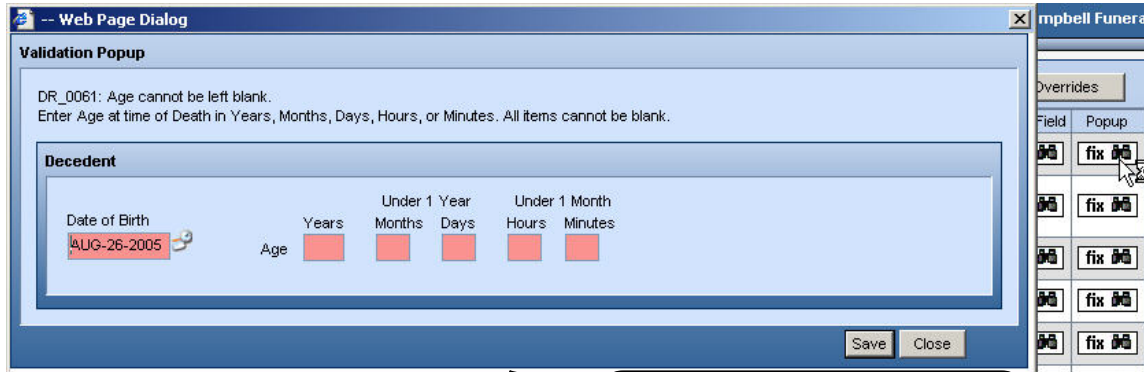 -- Web Page Dialog
mpbell Funera
Validation Popup
DR_0061: Age cannot be left blank.
Enter Age at time of Death in Years, Months, Days, Hours, or Minutes. All items cannot be blank.
Overrides
Field Popup
Decedent
fix
Under 1 Year Under 1 Month
Date of Birth Years Months Days Hours Minutes
fix
AUG-26-2005 Age
fix
fix
Save Close
fix